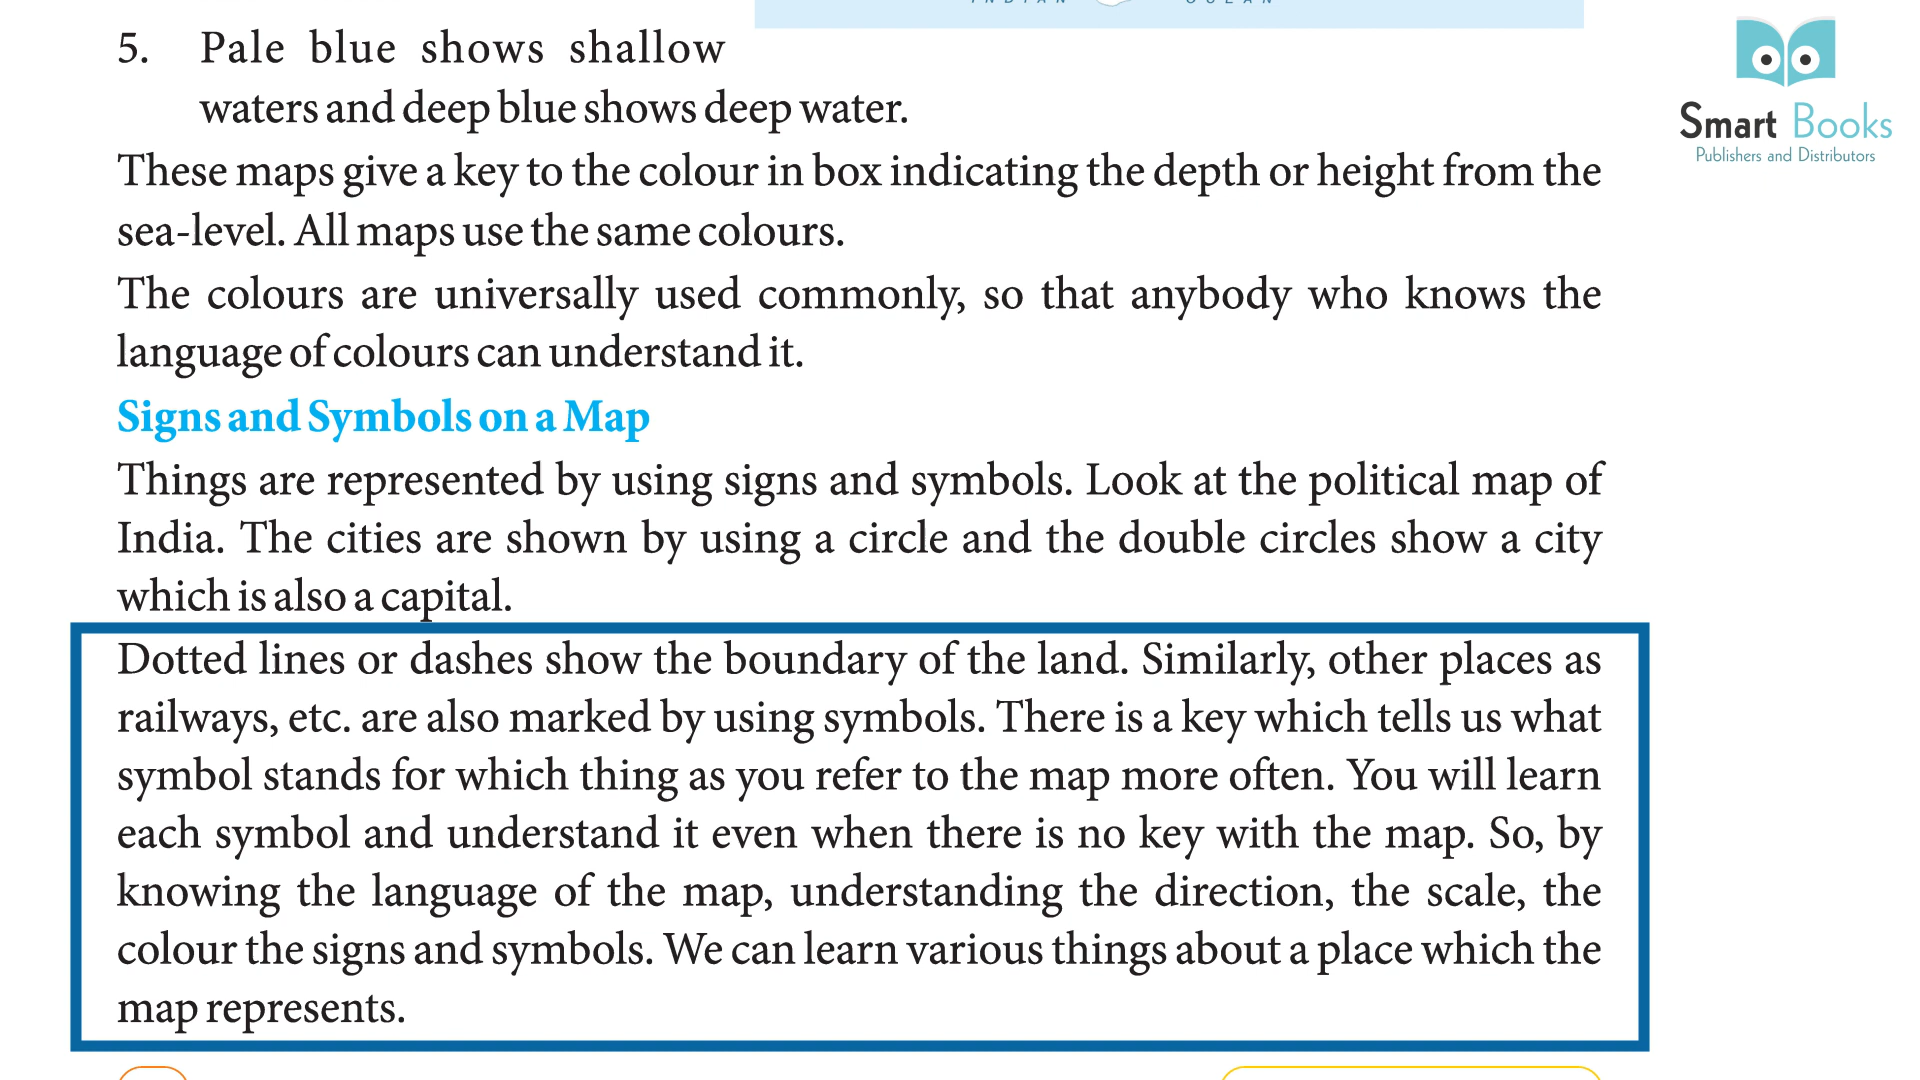 INDIAN OCEAN
5. Pale blue shows shallow
waters and deep blue shows deep water.
These maps give a key to the colour in box indicating the depth or height from the
sea-level. All maps use the same colours.
The colours are universally used commonly, so that anybody who knows the
language of colours can understand it.
Signs and Symbols on a Map
Things are represented by using signs and symbols. Look at the political map of
India. The cities are shown by using a circle and the double circles show a city
which is also a capital.
Dotted lines or dashes show the boundary of the land. Similarly, other places as
railways, etc. are also marked by using symbols. There is a key which tells us what
symbol stands for which thing as you refer to the map more often. You will learn
each symbol and understand it even when there is no key with the map. So, by
knowing the language of the map, understanding the direction, the scale, the
colour the signs and symbols. We can learn various things about a place which the
map represents.
Smart Books
Publishers and Distributors